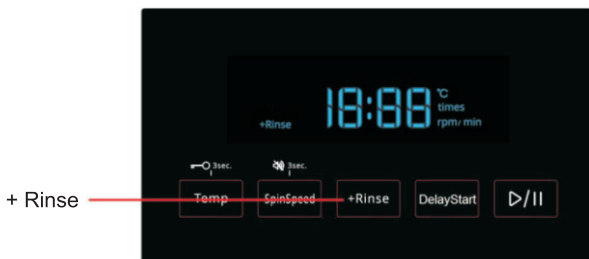 18:88
℃
times
+Rinse
rpm/min
3sec.
3sec.
+ Rinse
Temp
SpinSpeed
+Rinse
DelayStart
▷/II